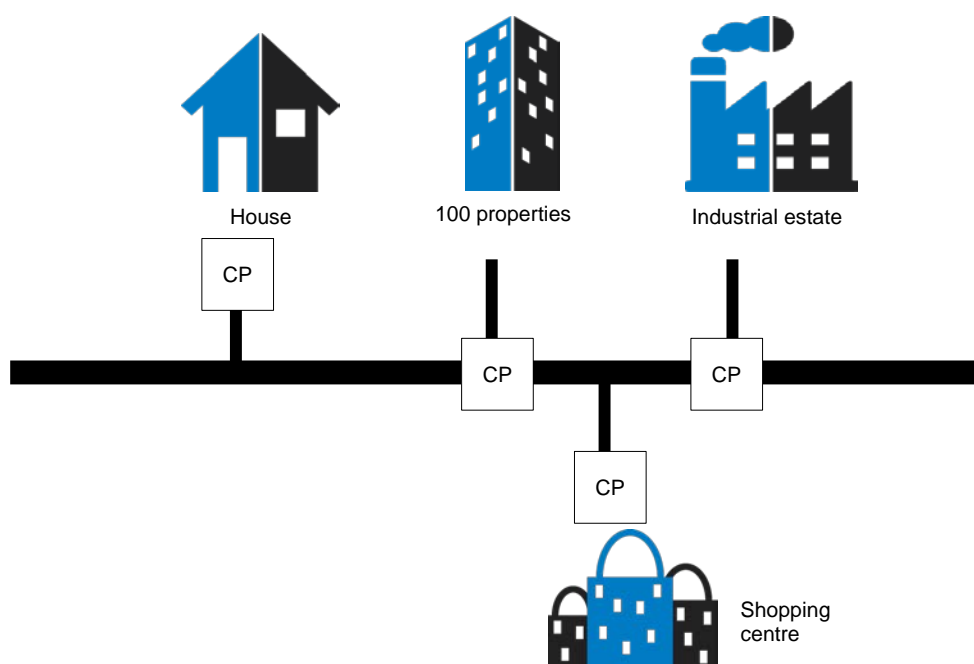 House
100 properties
Industrial estate
CP
CP
CP
CP
Shopping
centre